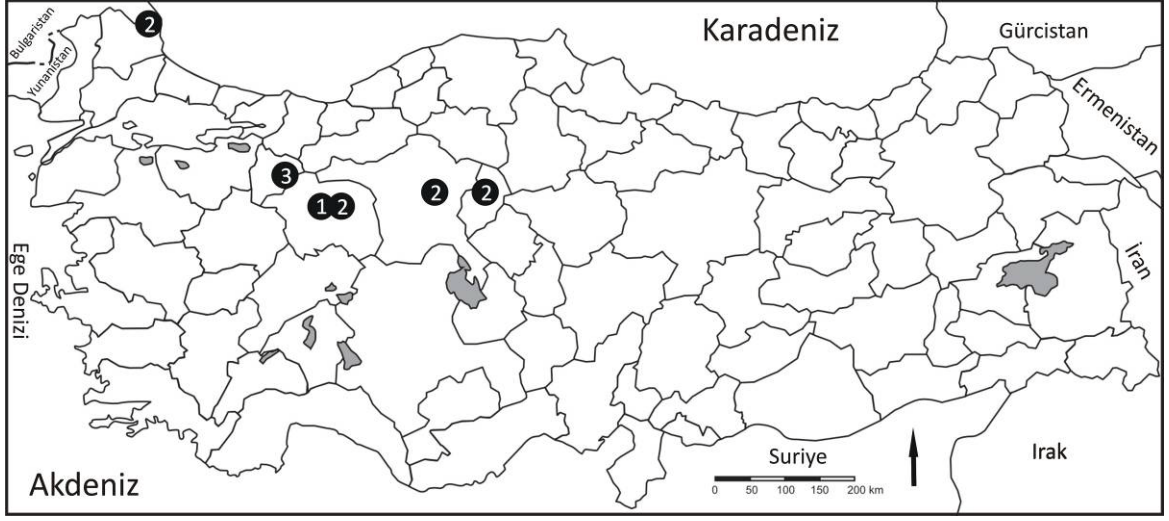 Bulgaristan
Yunanistan
2
Karadeniz
Gürcistan
Ermenistan
3
1 2
2
2
İran
Ege Denizi
Akdeniz
Suriye
0 50 100 150 200 km
Irak